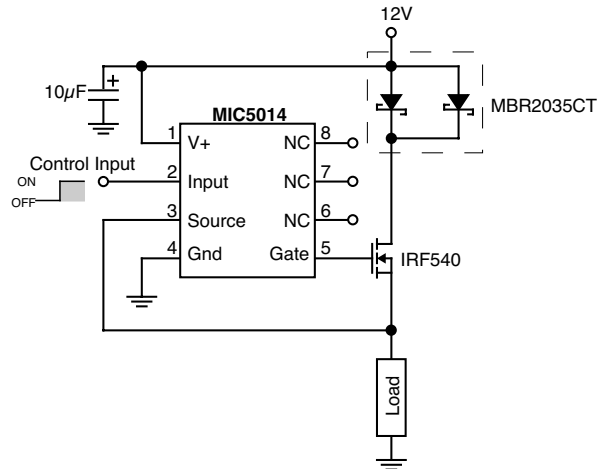 12V
10µF
+
MIC5014
MBR2035CT
1 V+ NC 8
Control Input
ON
OFF
2 Input NC 7
3 Source NC 6
4 Gnd Gate 5
IRF540
Load